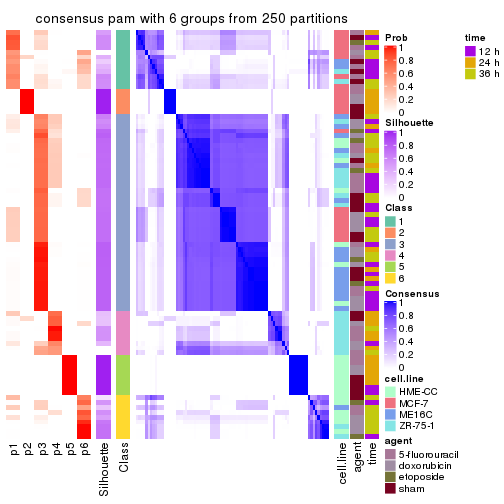 consensus pam with 6 groups from 250 partitions
Prob
1
0.8
0.6
0.4
0.2
0
Silhouette
1
0.8
0.6
0.4
0.2
0
Class
1
2
3
4
5
6
Consensus
1
0.8
0.6
0.4
0.2
0
cell.line
HME-CC
MCF-7
ME16C
ZR-75-1
agent
5-fluorouracil
doxorubicin
etoposide
sham
time
12 h
24 h
36 h
p1
p2
p3
p4
p5
p6
Silhouette
Class
cell.line
agent
time